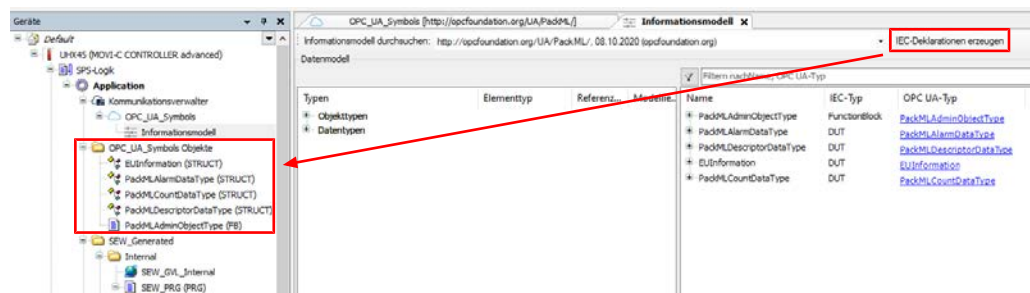 Geräte
Default
UHX45 (MOVI-C CONTROLLER advanced)
SPS-Logik
Application
Kommunikationsverwalter
OPC_UA_Symbols
Informationsmodell
OPC_UA_Symbols Objekte
EUInformation (STRUCT)
PackMLAlarmDataType (STRUCT)
PackMLCountDataType (STRUCT)
PackMLDescriptorDataType (STRUCT)
PackMLAdminObjectType (FB)
SEW_Generated
Internal
SEW_GVL_Internal
SEW_PRG (PRG)
OPC_UA_Symbols [http://opcfoundation.org/UA/PackML/] Informationsmodell
Informationsmodell durchsuchen: http://opcfoundation.org/UA/PackML/, 08.10.2020 (opcfoundation.org) IEC-Deklarationen erzeugen
Datenmodell
Filtern nach Name, OPC UA-Typ
Typen Elementtyp Referenz... Modellie...
Objekttypen
Datentypen
Name IEC-Typ OPC UA-Typ
PackMLAdminObjectType FunctionBlock PackMLAdminObjectType
PackMLAlarmDataType DUT PackMLAlarmDataType
PackMLDescriptorDataType DUT PackMLDescriptorDataType
EUInformation DUT EUInformation
PackMLCountDataType DUT PackMLCountDataType